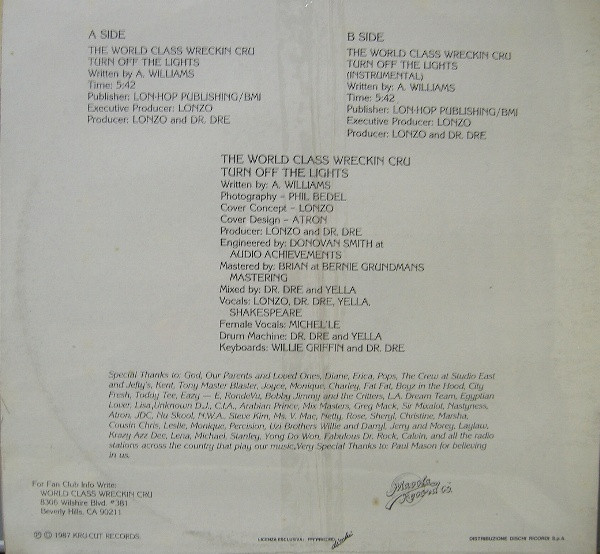 A SIDE
THE WORLD CLASS WRECKIN CRU
TURN OFF THE LIGHTS
Written by A. WILLIAMS
Time: 5:42
Publisher: LON-HOP PUBLISHING/BMI
Executive Producer: LONZO
Producer: LONZO and DR. DRE
B SIDE
THE WORLD CLASS WRECKIN CRU
TURN OFF THE LIGHTS
(INSTRUMENTAL)
Written by: A. WILLIAMS
Time: 5:42
Publisher: LON-HOP PUBLISHING/BMI
Executive Producer: LONZO
Producer: LONZO and DR. DRE
THE WORLD CLASS WRECKIN CRU
TURN OFF THE LIGHTS
Written by: A. WILLIAMS
Photography - PHIL BEDEL
Cover Concept - LONZO
Cover Design - ATRON
Producer: LONZO and DR. DRE
Engineered by: DONOVAN SMITH at
AUDIO ACHIEVEMENTS
Mastered by: BRIAN at BERNIE GRUNDMANS
MASTERING
Mixed by: DR. DRE and YELLA
Vocals: LONZO, DR. DRE, YELLA,
SHAKESPEARE
Female Vocals: MICHEL'LE
Drum Machine: DR. DRE and YELLA
Keyboards: WILLIE GRIFFIN and DR. DRE
Special Thanks to: God, Our Parents and Loved Ones, Diane, Erica, Pops, The Crew at Studio East
and Jeffy's, Kent, Tony Master Blaster, Joyce, Monique, Charley, Fat Fat, Boyz in the Hood, City
Fresh, Toddy Tee, Eazy — E, RondeVu, Bobby Jimmy and the Critters, L.A. Dream Team, Egyptian
Lover, Lisa, Unknown D.J., C.I.A., Arabian Prince, Mix Masters, Greg Mack, Sir Mixalot, Nastyness,
Atron, JDC, Nu Skool, N.W.A. Steve Kim, Ms. V. Mac, Netty, Rose, Sheryl, Christine, Marsha,
Cousin Chris, Leslie, Monique, Percision, Uzi Brothers Willie and Darryl, Jerry and Morey, Laylaw,
Krazy Azz Dee, Lena, Michael, Stanley, Yong Do Won, Fabulous Dr. Rock, Calvin, and all the radio
stations across the country that play our music, Very Special Thanks to: Paul Mason for believing
in us.
For Fan Club Info Write:
WORLD CLASS WRECKIN CRU
8306 Wilshire Blvd. #381
Beverly Hills, CA 90211
Macola
Record Co.
℗ © 1987 KRU-CUT RECORDS.
LICENZA ESCLUSIVA:
dischi
DISTRIBUZIONE DISCHI RICORDI S.p.A.